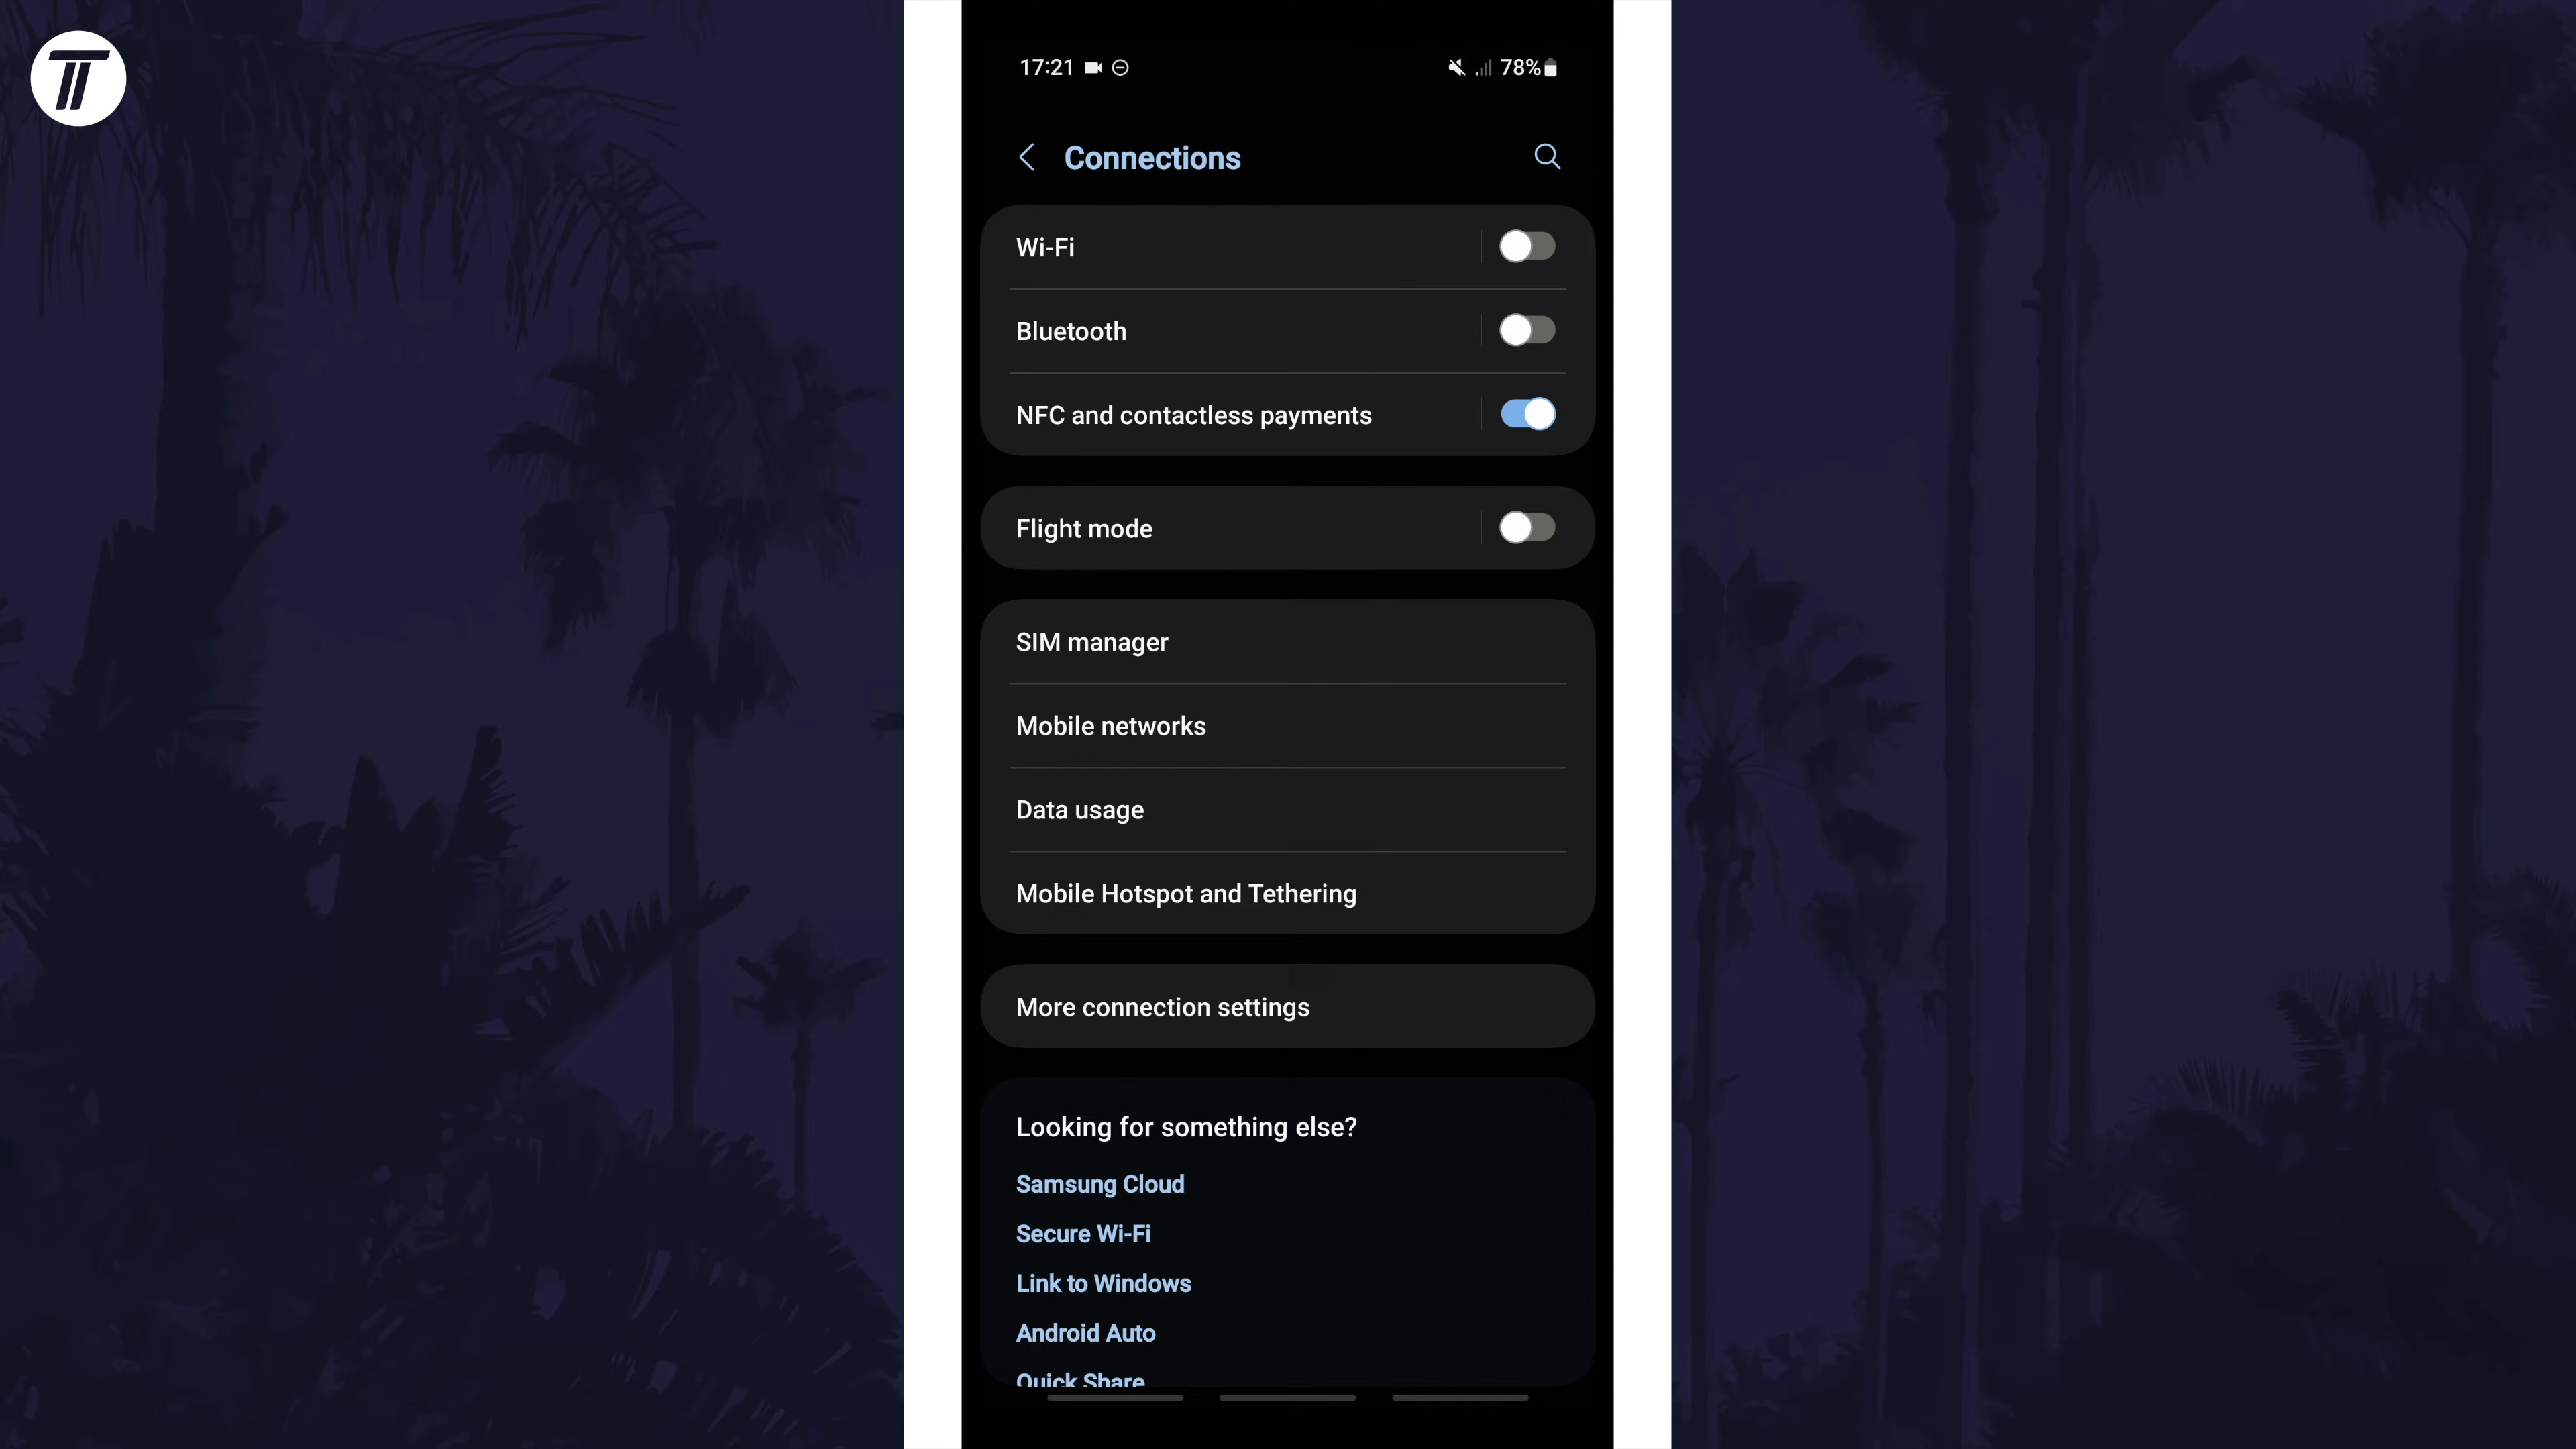 17:21
78%
Connections
Wi-Fi
Bluetooth
NFC and contactless payments
Flight mode
SIM manager
Mobile networks
Data usage
Mobile Hotspot and Tethering
More connection settings
Looking for something else?
Samsung Cloud
Secure Wi-Fi
Link to Windows
Android Auto
Quick Share